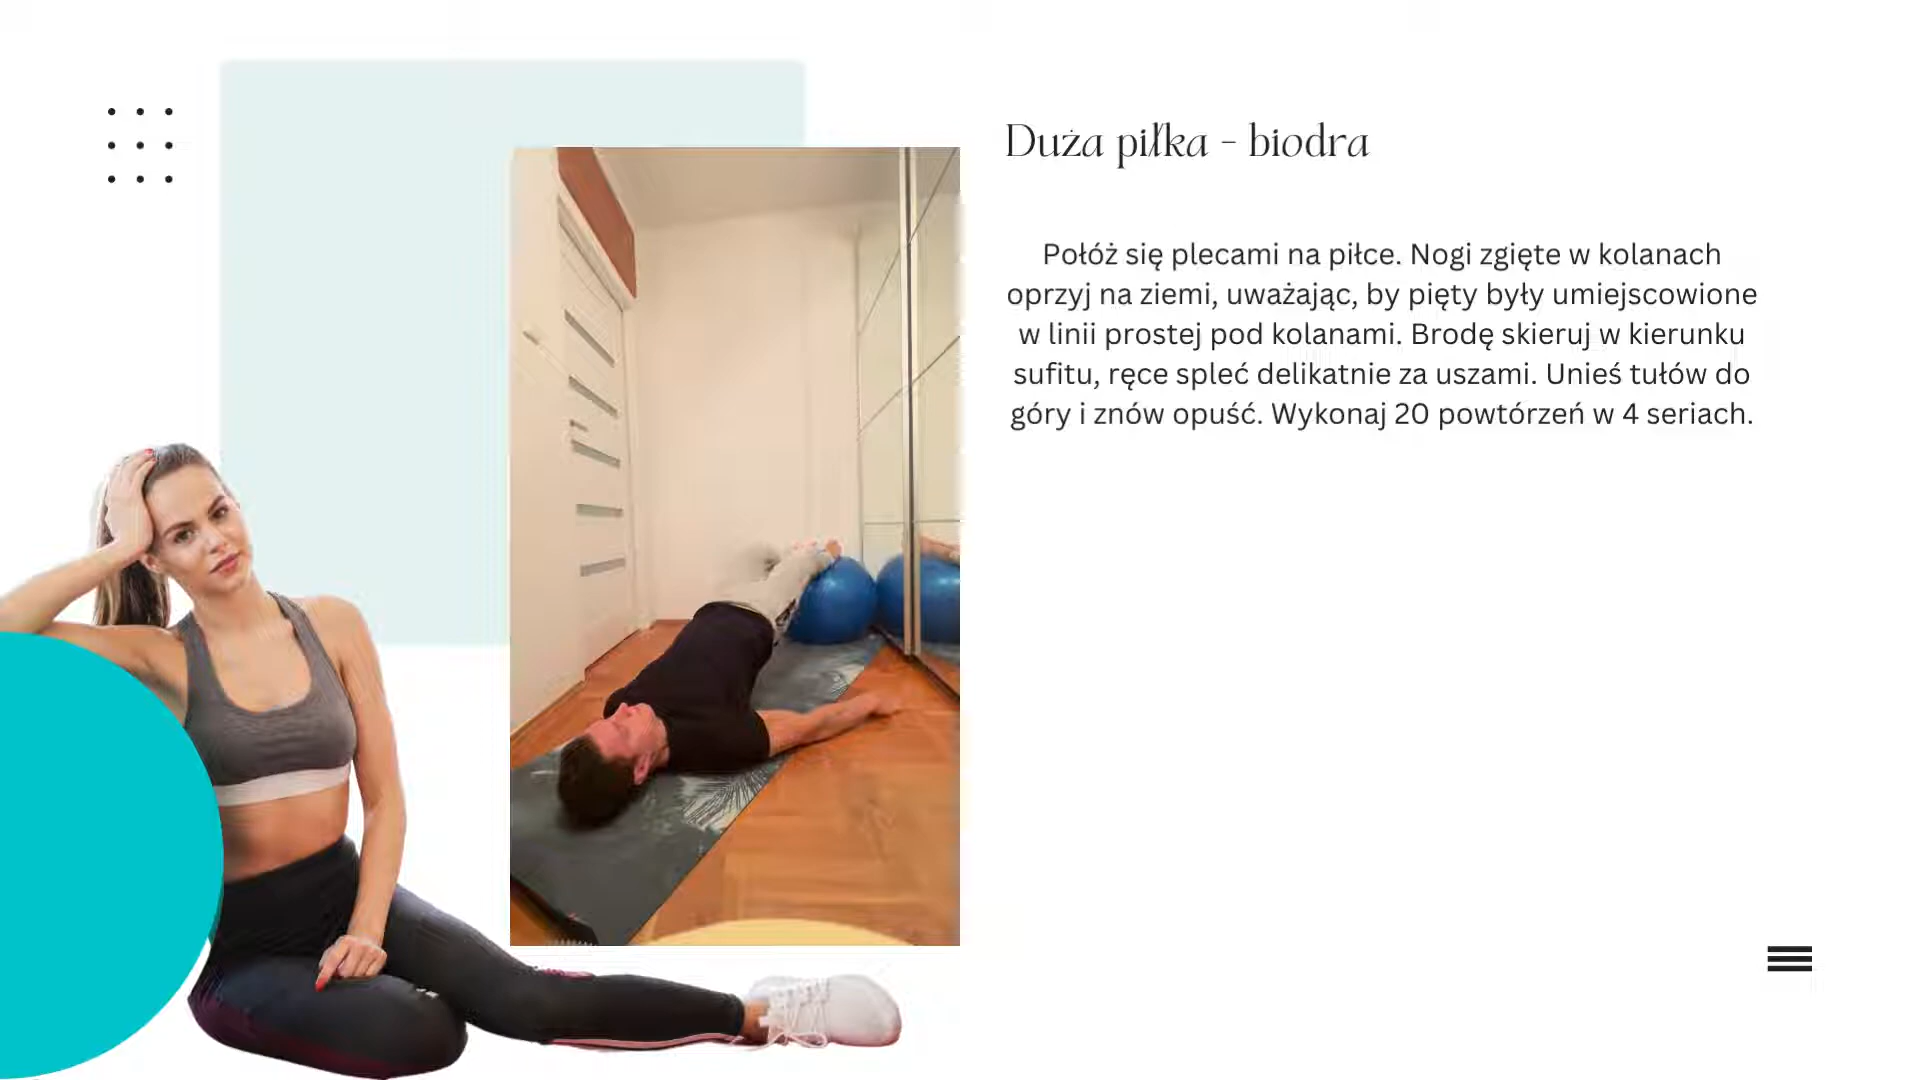 Duża piłka - biodra
Połóż się plecami na piłce. Nogi zgięte w kolanach
oprzyj na ziemi, uważając, by pięty były umiejscowione
w linii prostej pod kolanami. Brodę skieruj w kierunku
sufitu, ręce spleć delikatnie za uszami. Unieś tułów do
góry i znów opuść. Wykonaj 20 powtórzeń w 4 seriach.